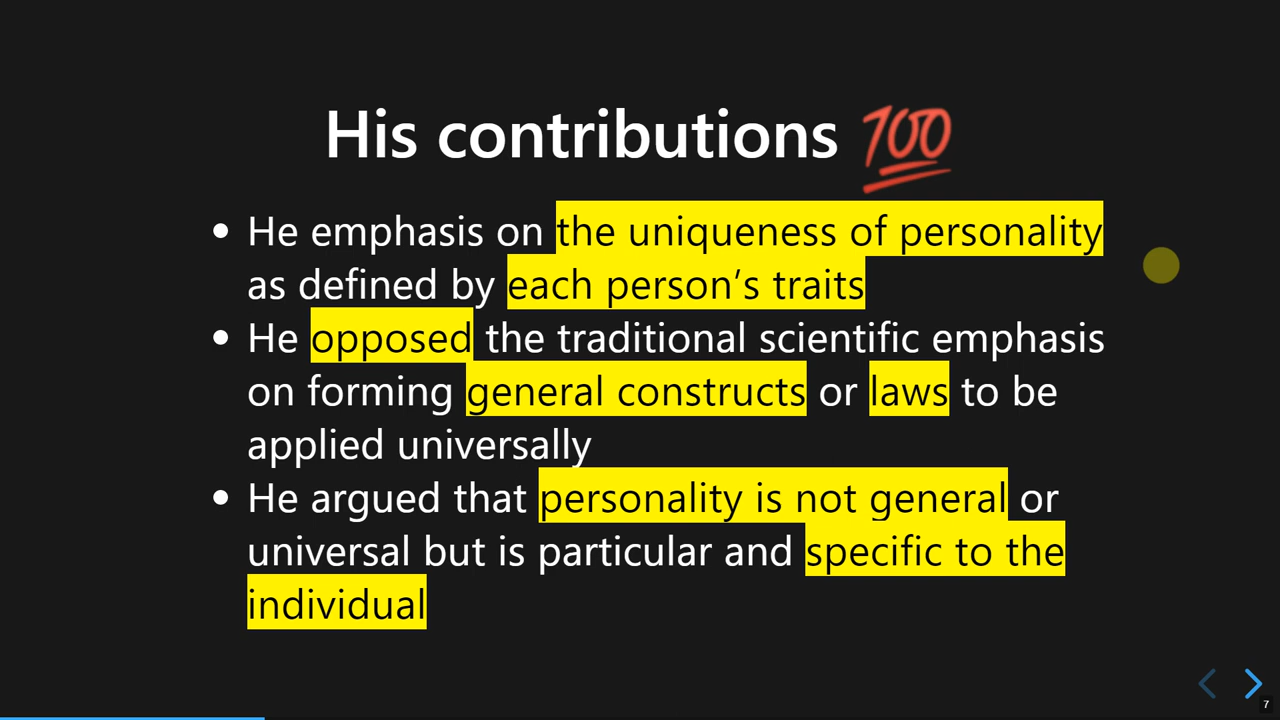 His contributions 💯
• He emphasis on the uniqueness of personality
as defined by each person’s traits
• He opposed the traditional scientific emphasis
on forming general constructs or laws to be
applied universally
• He argued that personality is not general or
universal but is particular and specific to the
individual
7